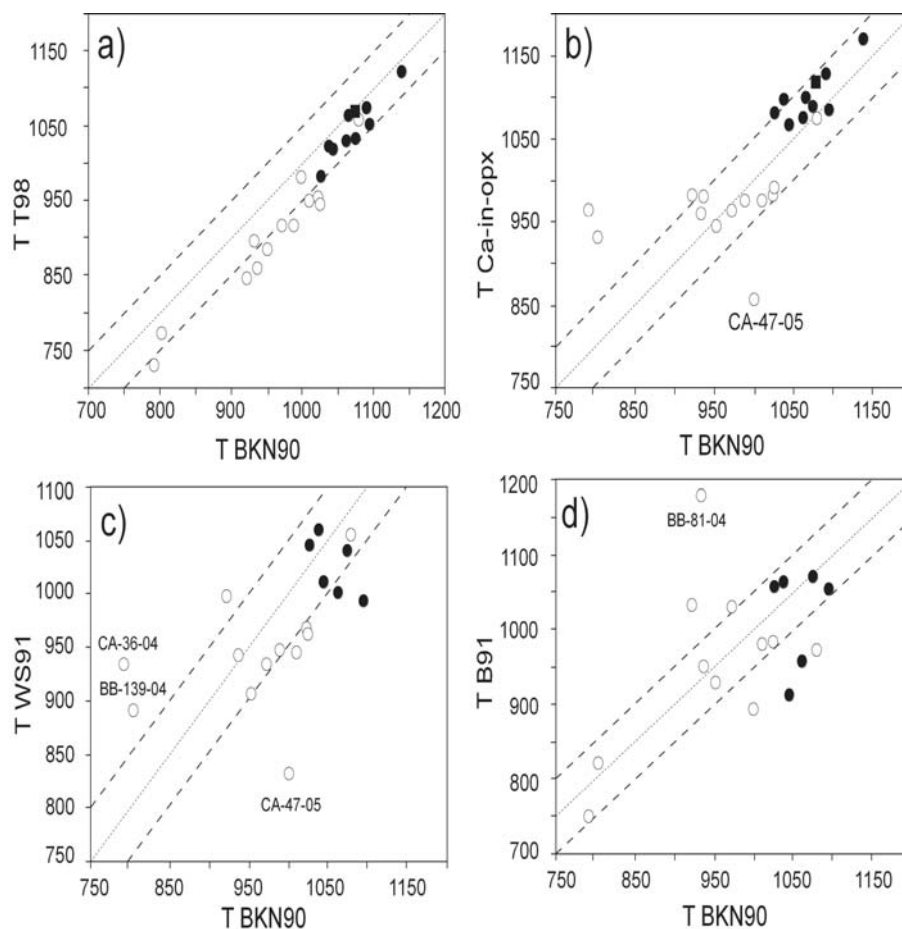 a)
1150
1050
950
850
750
T T98
700 800 900 1000 1100 1200
T BKN90
b)
1150
1050
950
850
750
T Ca-in-opx
CA-47-05
750 850 950 1050 1150
T BKN90
c)
1100
1050
1000
950
900
850
800
750
T WS91
CA-36-04
BB-139-04
CA-47-05
750 850 950 1050 1150
T BKN90
d)
1200
1100
1000
900
800
700
T B91
BB-81-04
750 850 950 1050 1150
T BKN90